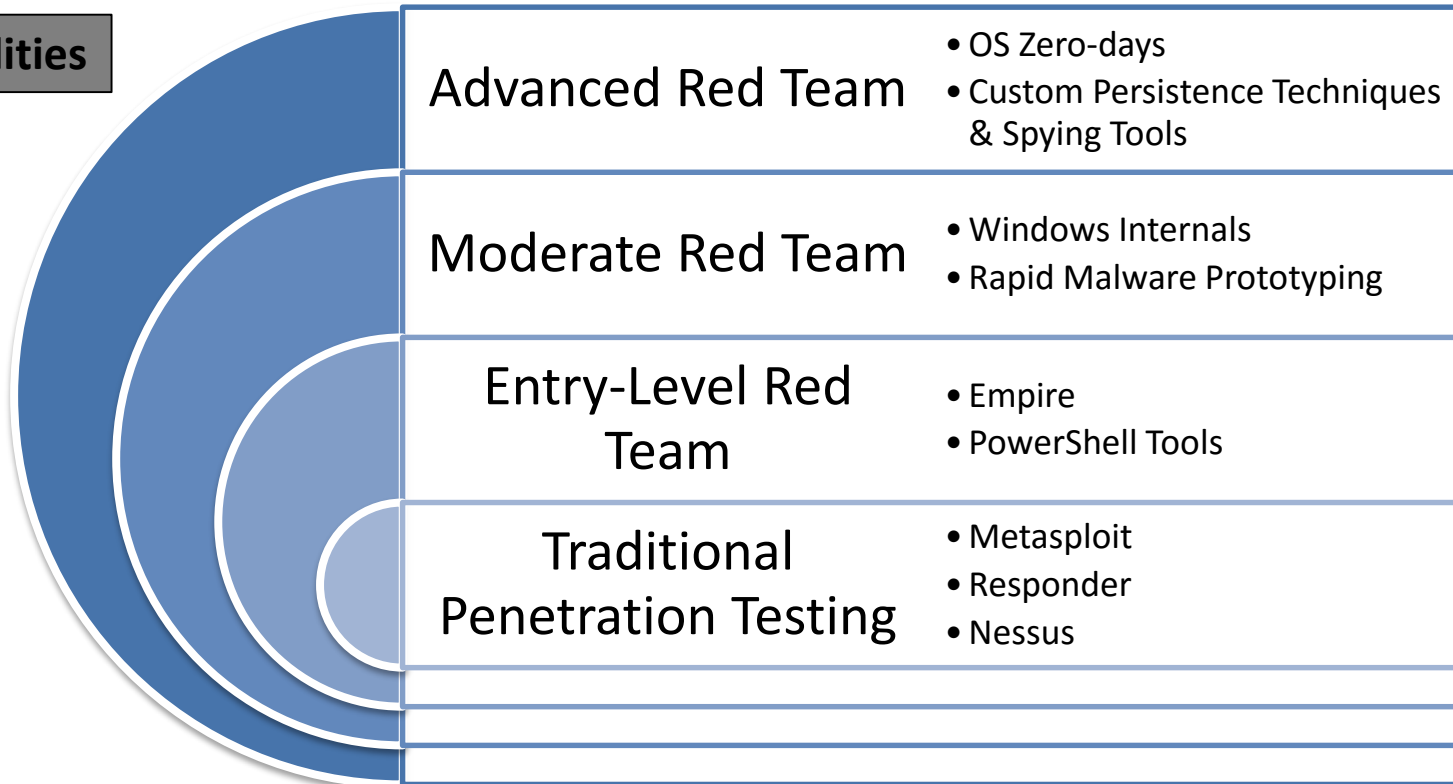 lities
Advanced Red Team
• OS Zero-days
• Custom Persistence Techniques
& Spying Tools
Moderate Red Team
• Windows Internals
• Rapid Malware Prototyping
Entry-Level Red
Team
• Empire
• PowerShell Tools
Traditional
Penetration Testing
• Metasploit
• Responder
• Nessus